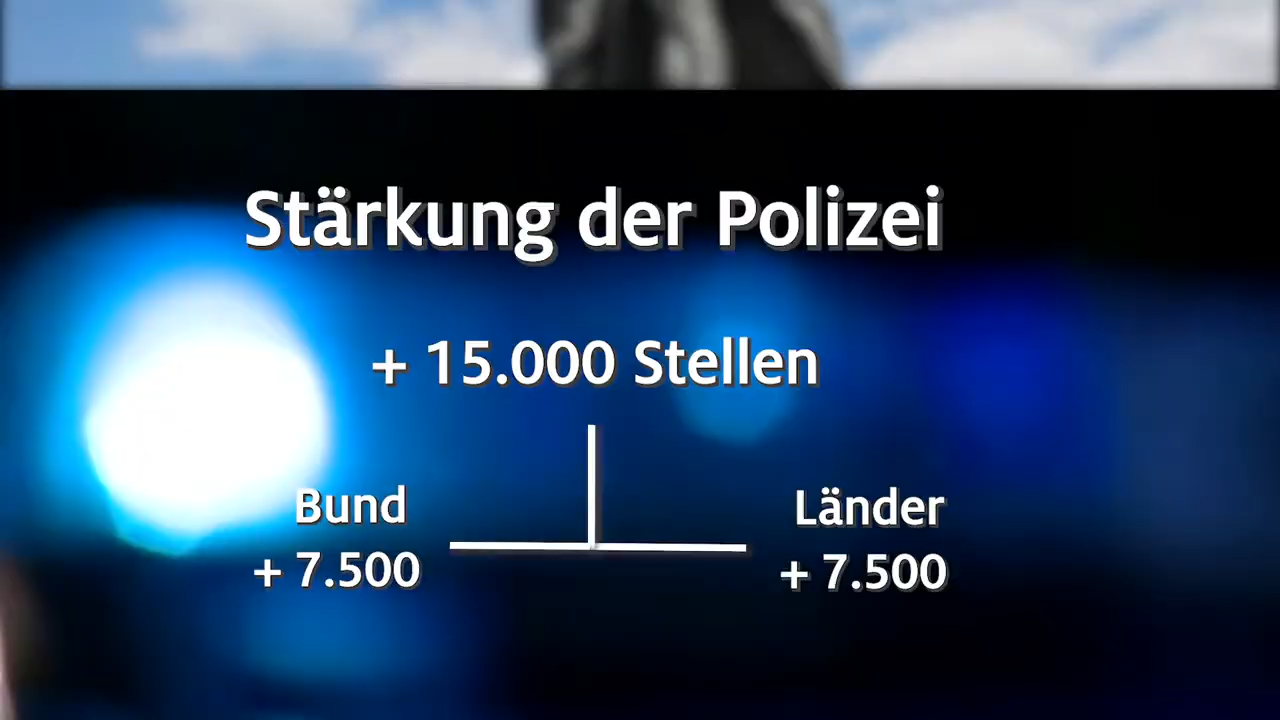 Stärkung der Polizei
+ 15.000 Stellen
Bund
+ 7.500
Länder
+ 7.500